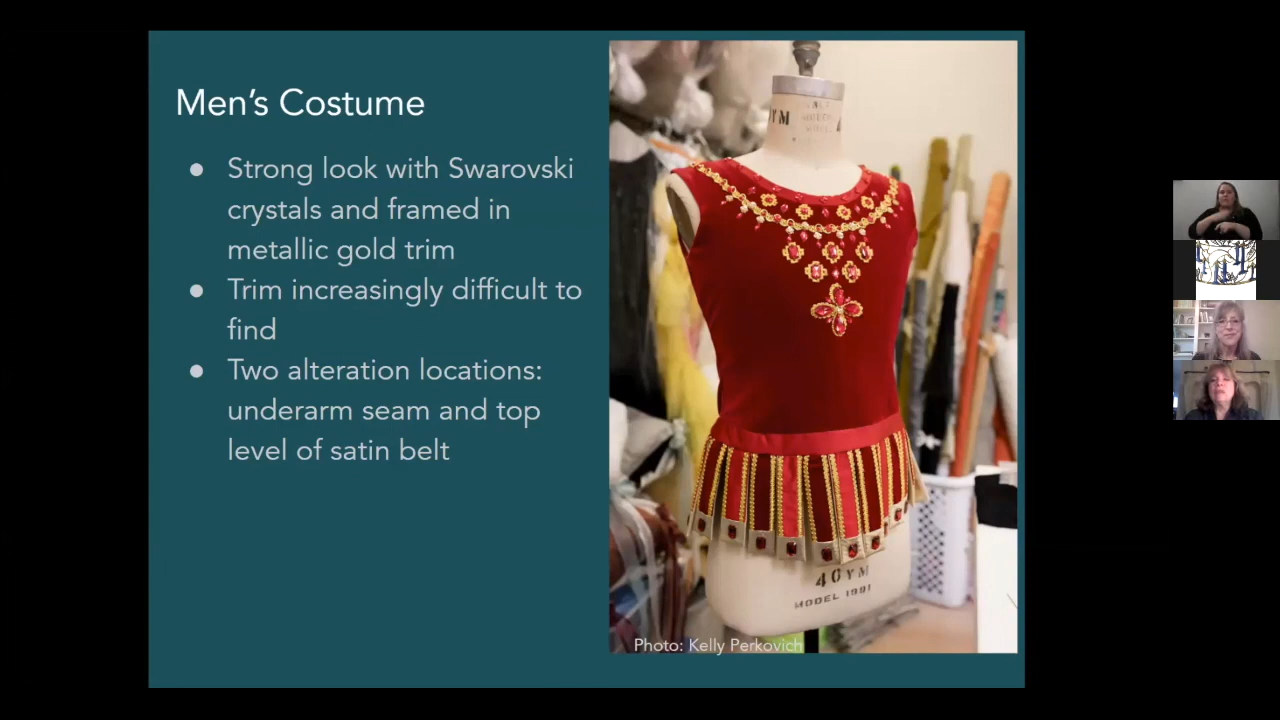 Men's Costume
● Strong look with Swarovski
crystals and framed in
metallic gold trim
● Trim increasingly difficult to
find
● Two alteration locations:
underarm seam and top
level of satin belt
40YM
MODEL 1991
Photo: Kelly Perkovich